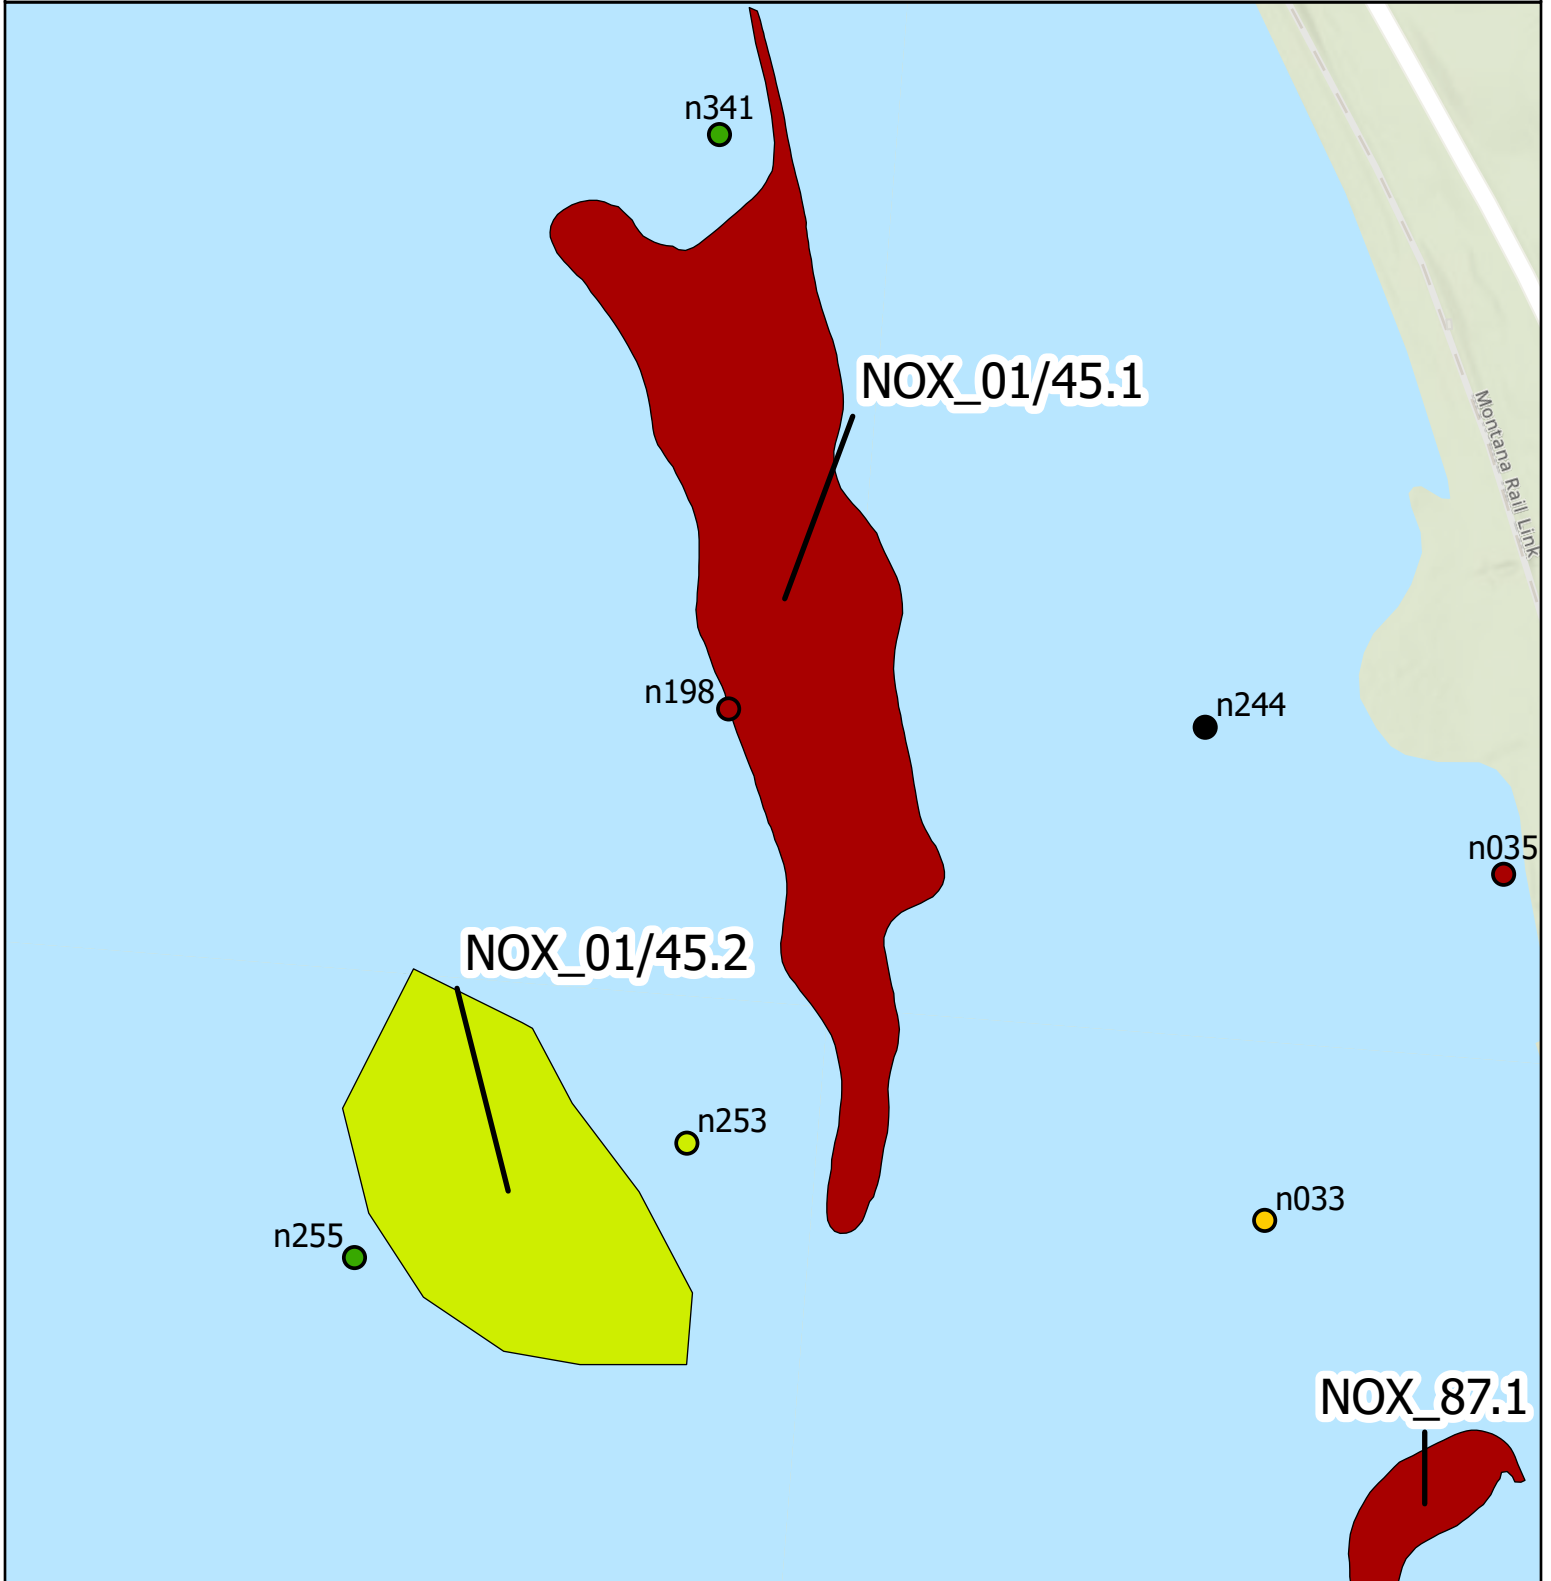 n341
NOX_01/45.1
Montana Rail Link
n198
n244
n035
NOX_01/45.2
n253
n033
n255
NOX_87.1